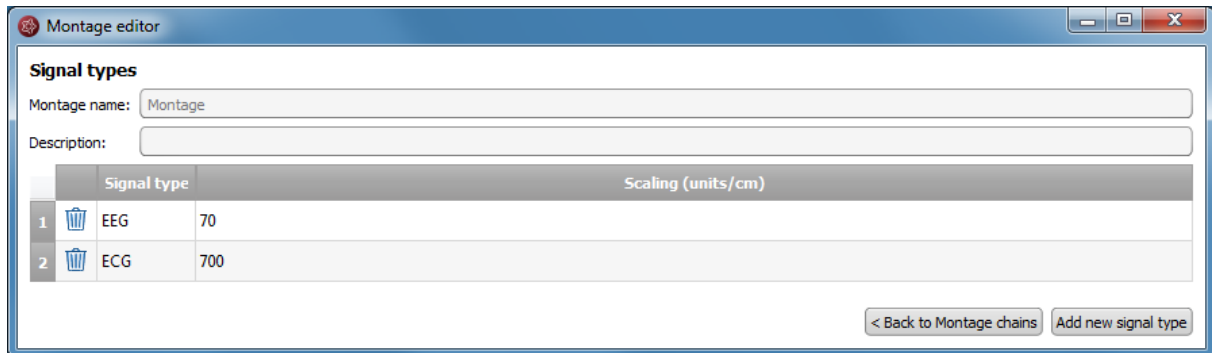 Montage editor
Signal types
Montage name: Montage
Description:
Signal type Scaling (units/cm)
1 EEG 70
2 ECG 700
< Back to Montage chains Add new signal type